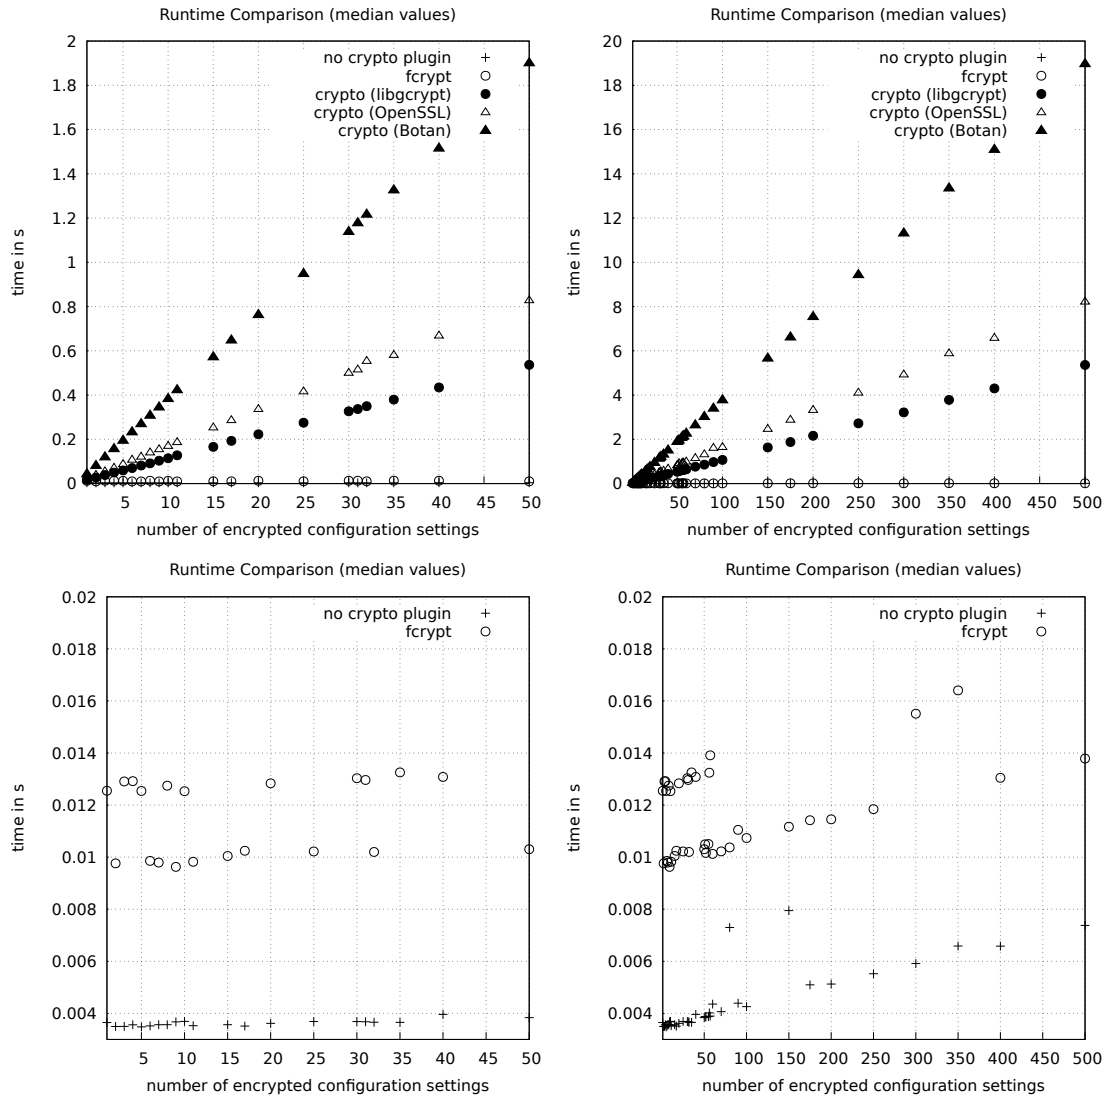 Runtime Comparison (median values)
2
1.8
1.6
1.4
1.2
1
0.8
0.6
0.4
0.2
0
time in s
no crypto plugin
fcrypt
crypto (libgcrypt)
crypto (OpenSSL)
crypto (Botan)
5 10 15 20 25 30 35 40 45 50
number of encrypted configuration settings
Runtime Comparison (median values)
20
18
16
14
12
10
8
6
4
2
0
time in s
no crypto plugin
fcrypt
crypto (libgcrypt)
crypto (OpenSSL)
crypto (Botan)
50 100 150 200 250 300 350 400 450 500
number of encrypted configuration settings
Runtime Comparison (median values)
0.02
0.018
0.016
0.014
0.012
0.01
0.008
0.006
0.004
time in s
no crypto plugin
fcrypt
5 10 15 20 25 30 35 40 45 50
number of encrypted configuration settings
Runtime Comparison (median values)
0.02
0.018
0.016
0.014
0.012
0.01
0.008
0.006
0.004
time in s
no crypto plugin
fcrypt
50 100 150 200 250 300 350 400 450 500
number of encrypted configuration settings